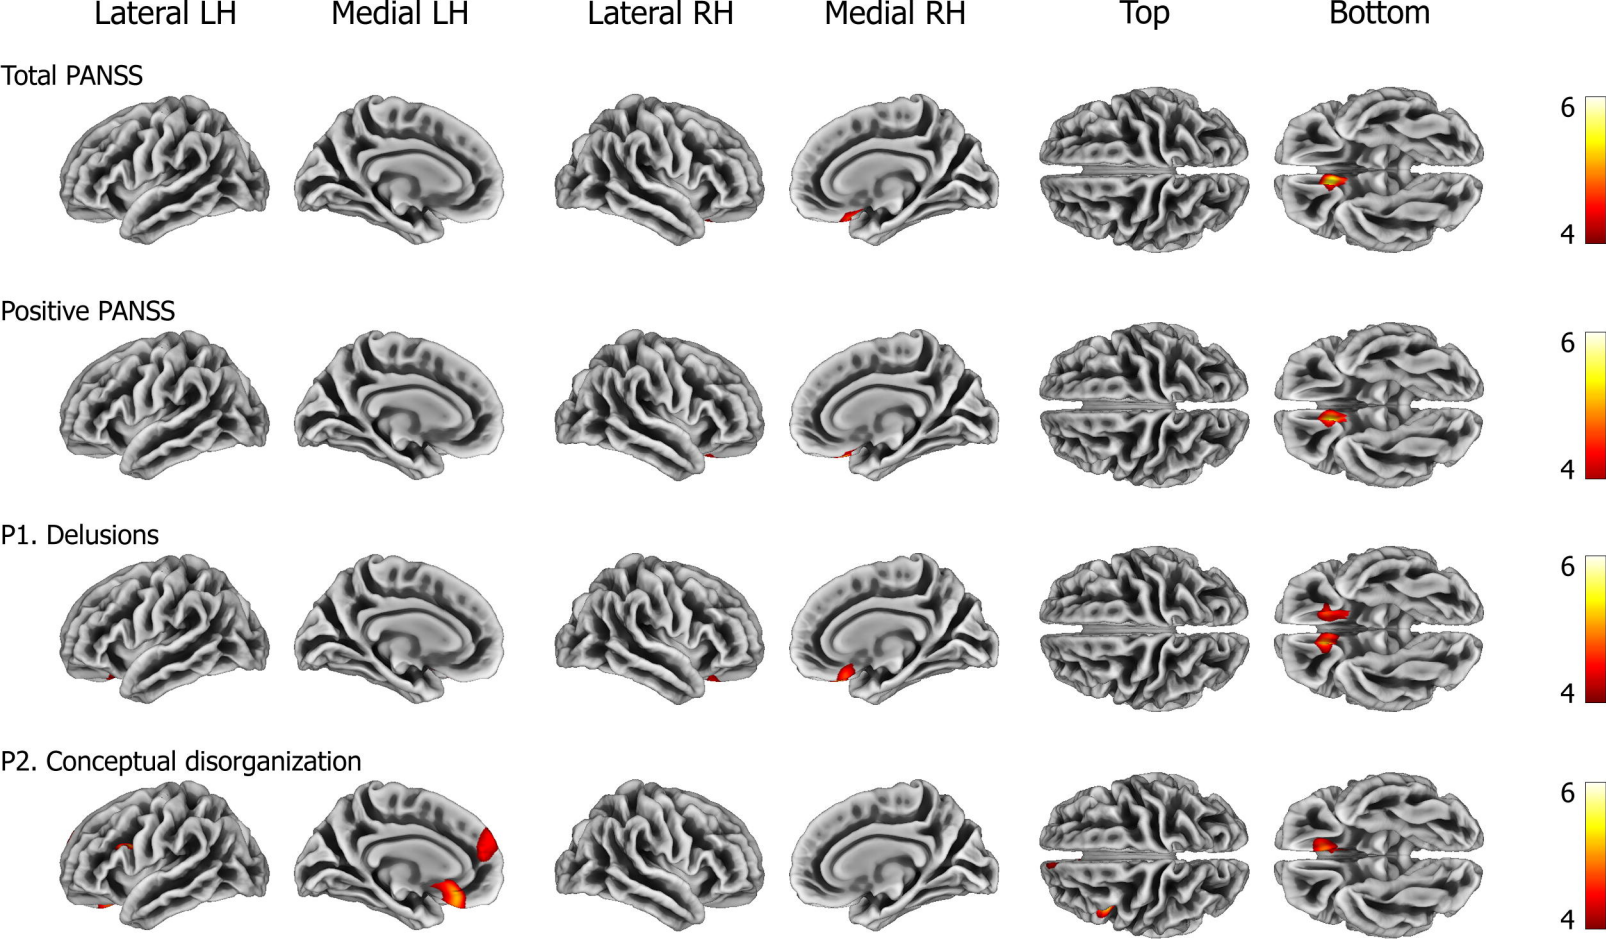 Lateral LH Medial LH Lateral RH Medial RH Top Bottom
Total PANSS
6
4
Positive PANSS
6
4
P1. Delusions
6
4
P2. Conceptual disorganization
6
4